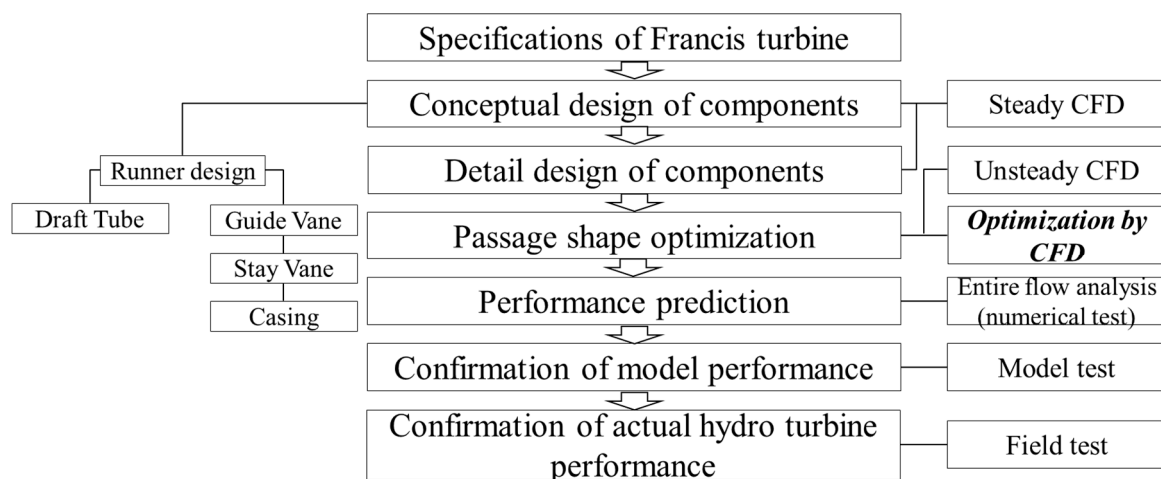 Specifications of Francis turbine
Conceptual design of components
Steady CFD
Runner design
Detail design of components
Unsteady CFD
Draft Tube
Guide Vane
Passage shape optimization
Optimization by
CFD
Stay Vane
Casing
Performance prediction
Entire flow analysis
(numerical test)
Confirmation of model performance
Model test
Confirmation of actual hydro turbine
performance
Field test